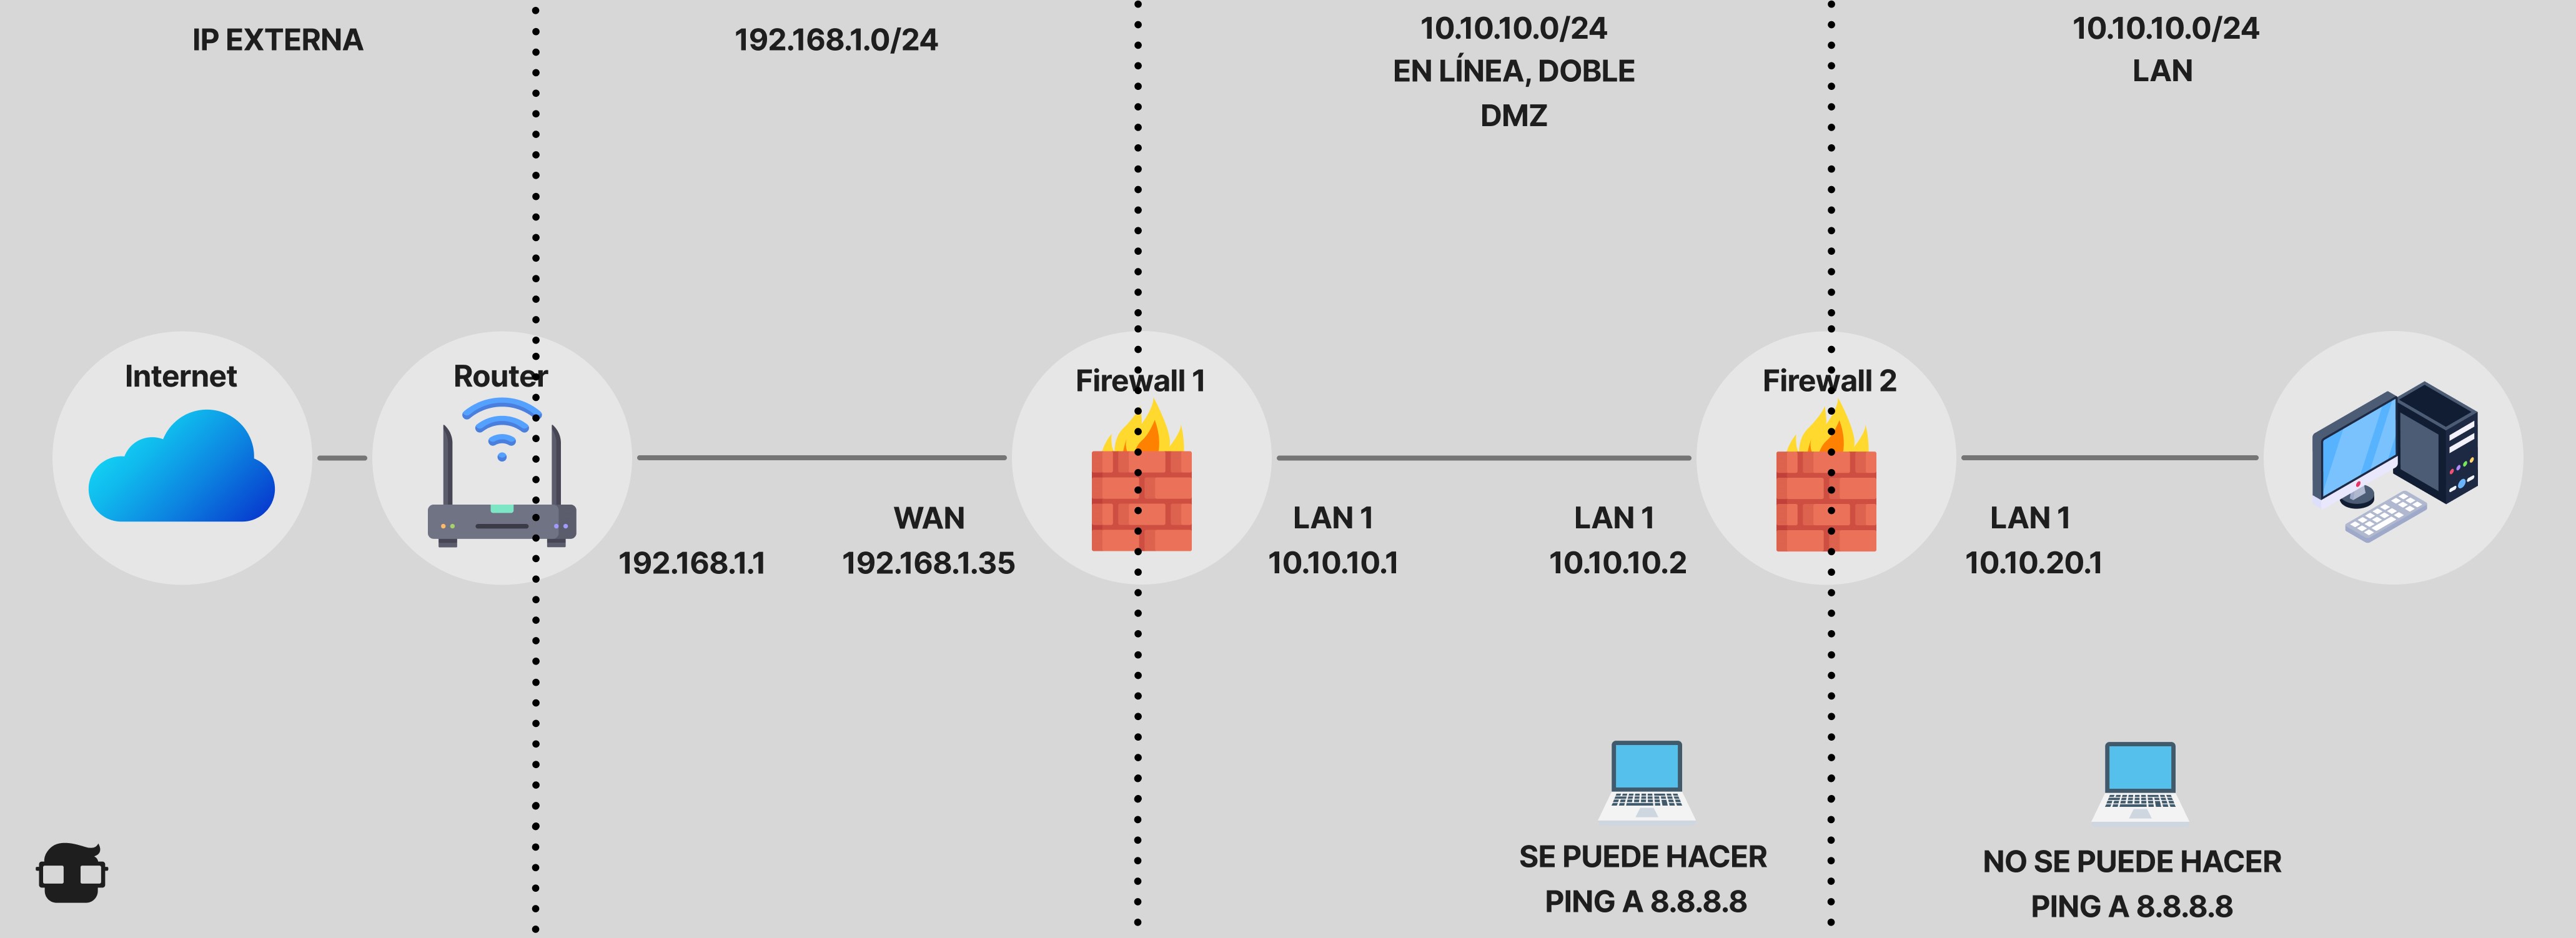 IP EXTERNA
192.168.1.0/24
10.10.10.0/24
EN LÍNEA, DOBLE
DMZ
10.10.10.0/24
LAN
Internet
Router
Firewall 1
Firewall 2
192.168.1.1
WAN
192.168.1.35
LAN 1
10.10.10.1
LAN 1
10.10.10.2
LAN 1
10.10.20.1
SE PUEDE HACER
PING A 8.8.8.8
NO SE PUEDE HACER
PING A 8.8.8.8